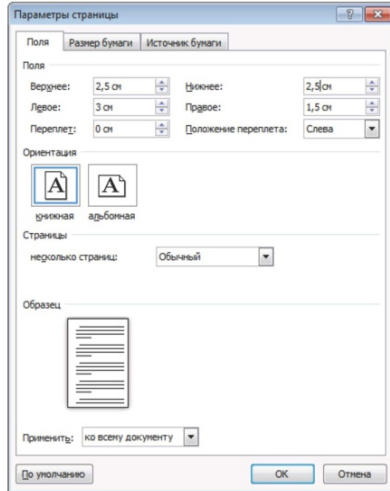 Параметры страницы
Поля Размер бумаги Источник бумаги
Поля
Верхнее: 2,5 см Нижнее: 2,5 см
Левое: 3 см Правое: 1,5 см
Переплет: 0 см Положение переплета: Слева
Ориентация
A A
книжная альбомная
Страницы
несколько страниц: Обычный
Образец
Применить: ко всему документу
По умолчанию ОК Отмена